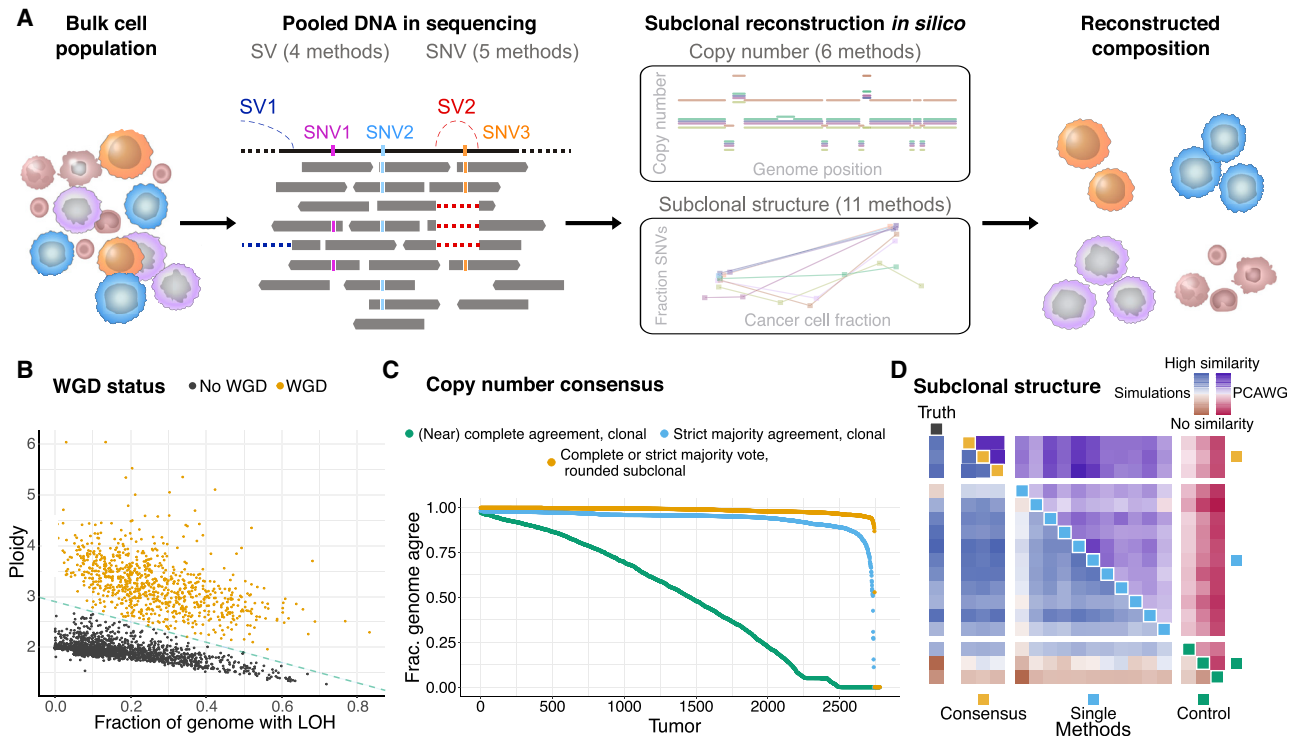 A
Bulk cell
population
Pooled DNA in sequencing
SV (4 methods)
SNV (5 methods)
Subclonal reconstruction in silico
Copy number (6 methods)
Reconstructed
composition
SV1
SV2
SNV1
SNV2
SNV3
Copy number
Genome position
Subclonal structure (11 methods)
Fraction SNVs
Cancer cell fraction
B
WGD status
No WGD
WGD
Ploidy
6
5
4
3
2
0.0
0.2
0.4
0.6
0.8
Fraction of genome with LOH
C
Copy number consensus
(Near) complete agreement, clonal
Strict majority agreement, clonal
Complete or strict majority vote,
rounded subclonal
Frac. genome agree
1.00
0.75
0.50
0.25
0.00
0
500
1000
1500
2000
2500
Tumor
D
Subclonal structure
High similarity
Simulations
PCAWG
No similarity
Truth
Consensus
Single
Control
Methods